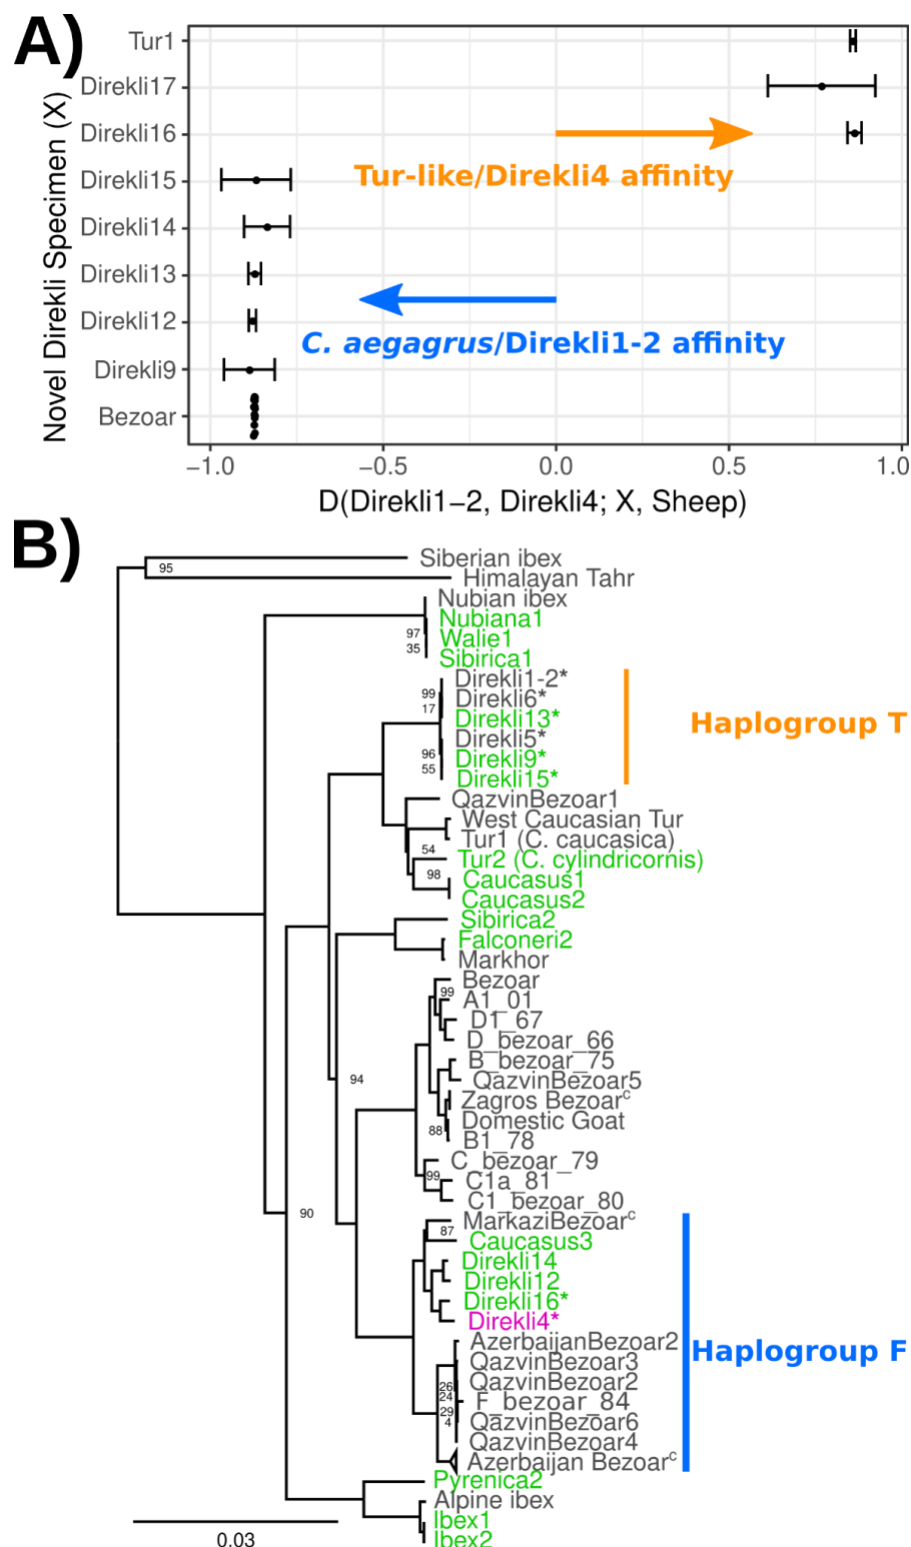 A)
Novel Direkli Specimen (X)
Tur1
Direkli17
Direkli16
Direkli15
Direkli14
Direkli13
Direkli12
Direkli9
Bezoar
Tur-like/Direkli4 affinity
C. aegagrus/Direkli1-2 affinity
−1.0 −0.5 0.0 0.5 1.0
D(Direkli1−2, Direkli4; X, Sheep)
B)
Siberian ibex
95
Himalayan Tahr
Nubian ibex
Nubiana1
97
Walie1
35
Sibirica1
Direkli1-2*
99
Direkli6*
17
Direkli13*
Haplogroup T
Direkli5*
96
Direkli9*
55
Direkli15*
QazvinBezoar1
West Caucasian Tur
Tur1 (C. caucasica)
54
Tur2 (C. cylindricornis)
98
Caucasus1
Caucasus2
Sibirica2
Falconeri2
Markhor
Bezoar
99
A1_01
D1_67
D_bezoar_66
B_bezoar_75
QazvinBezoar5
94
Zagros Bezoarᶜ
Domestic Goat
88
B1_78
C_bezoar_79
99
C1a_81
C1_bezoar_80
90
MarkaziBezoarᶜ
87
Caucasus3
Direkli14
Direkli12
Direkli16*
Direkli4*
AzerbaijanBezoar2
Haplogroup F
QazvinBezoar3
26
QazvinBezoar2
24
F_bezoar_84
29
QazvinBezoar6
4
QazvinBezoar4
Azerbaijan Bezoarᶜ
Pyrenica2
Alpine ibex
Ibex1
Ibex2
0.03